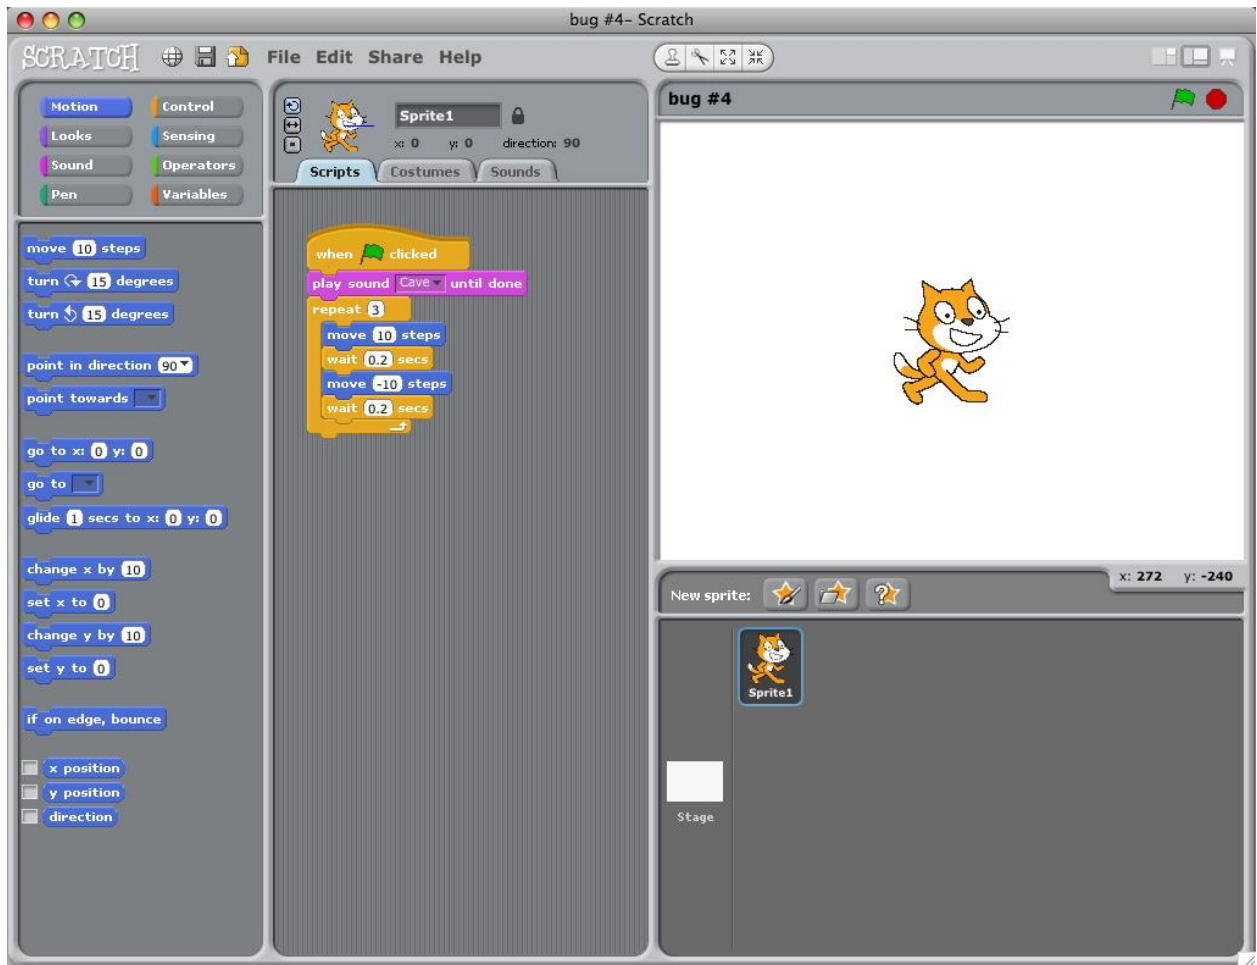 bug #4- Scratch
SCRATCH File Edit Share Help
Motion Control
Looks Sensing
Sound Operators
Pen Variables
move 10 steps
turn 15 degrees
turn 15 degrees
point in direction 90
point towards
go to x: 0 y: 0
go to
glide 1 secs to x: 0 y: 0
change x by 10
set x to 0
change y by 10
set y to 0
if on edge, bounce
x position
y position
direction
Sprite1
x: 0 y: 0 direction: 90
Scripts Costumes Sounds
when clicked
play sound Cave until done
repeat 3
move 10 steps
wait 0.2 secs
move -10 steps
wait 0.2 secs
bug #4
x: 272 y: -240
New sprite:
Sprite1
Stage